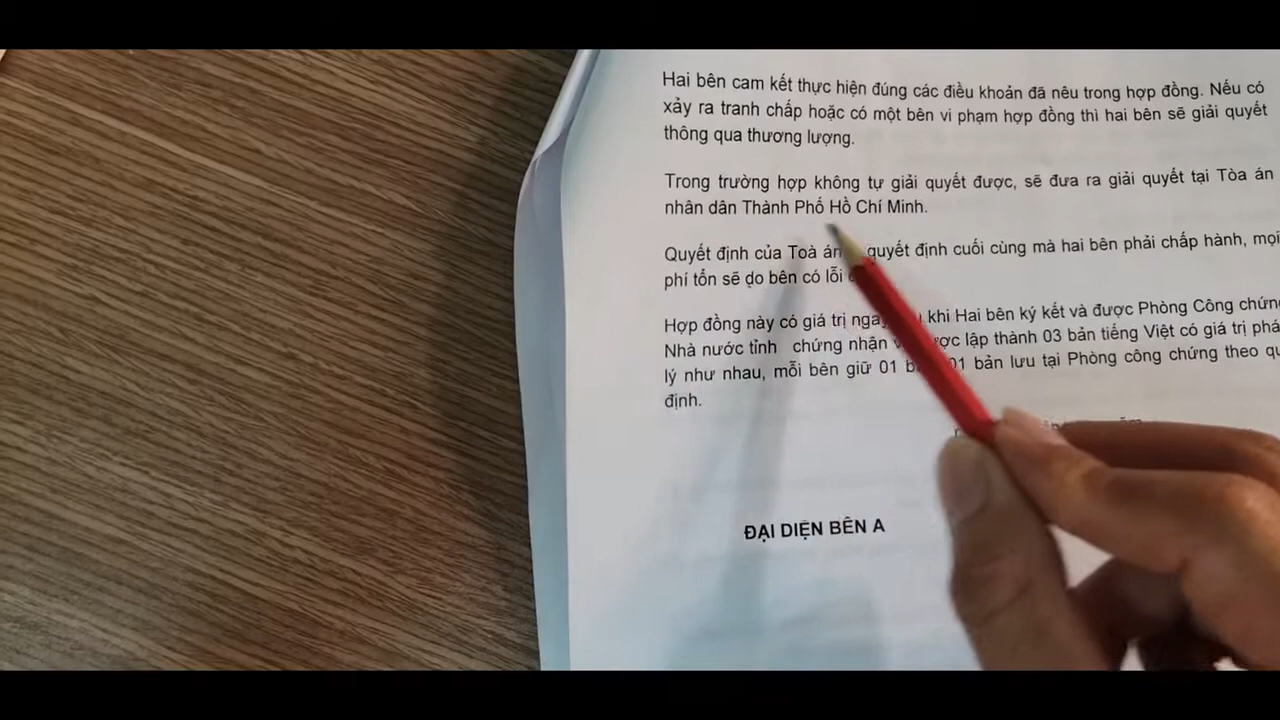 Hai bên cam kết thực hiện đúng các điều khoản đã nêu trong hợp đồng. Nếu có
xảy ra tranh chấp hoặc có một bên vi phạm hợp đồng thì hai bên sẽ giải quyết
thông qua thương lượng.
Trong trường hợp không tự giải quyết được, sẽ đưa ra giải quyết tại Tòa án
nhân dân Thành Phố Hồ Chí Minh.
Quyết định của Toà án quyết định cuối cùng mà hai bên phải chấp hành, mọi
phí tổn sẽ do bên có lỗi
Hợp đồng này có giá trị khi Hai bên ký kết và được Phòng Công
Nhà nước tỉnh chứng nhận lập thành 03 bản tiếng Việt có giá trị
lý như nhau, mỗi bên giữ 01 01 bản lưu tại Phòng công chứng theo
định.
ĐẠI DIỆN BÊN A